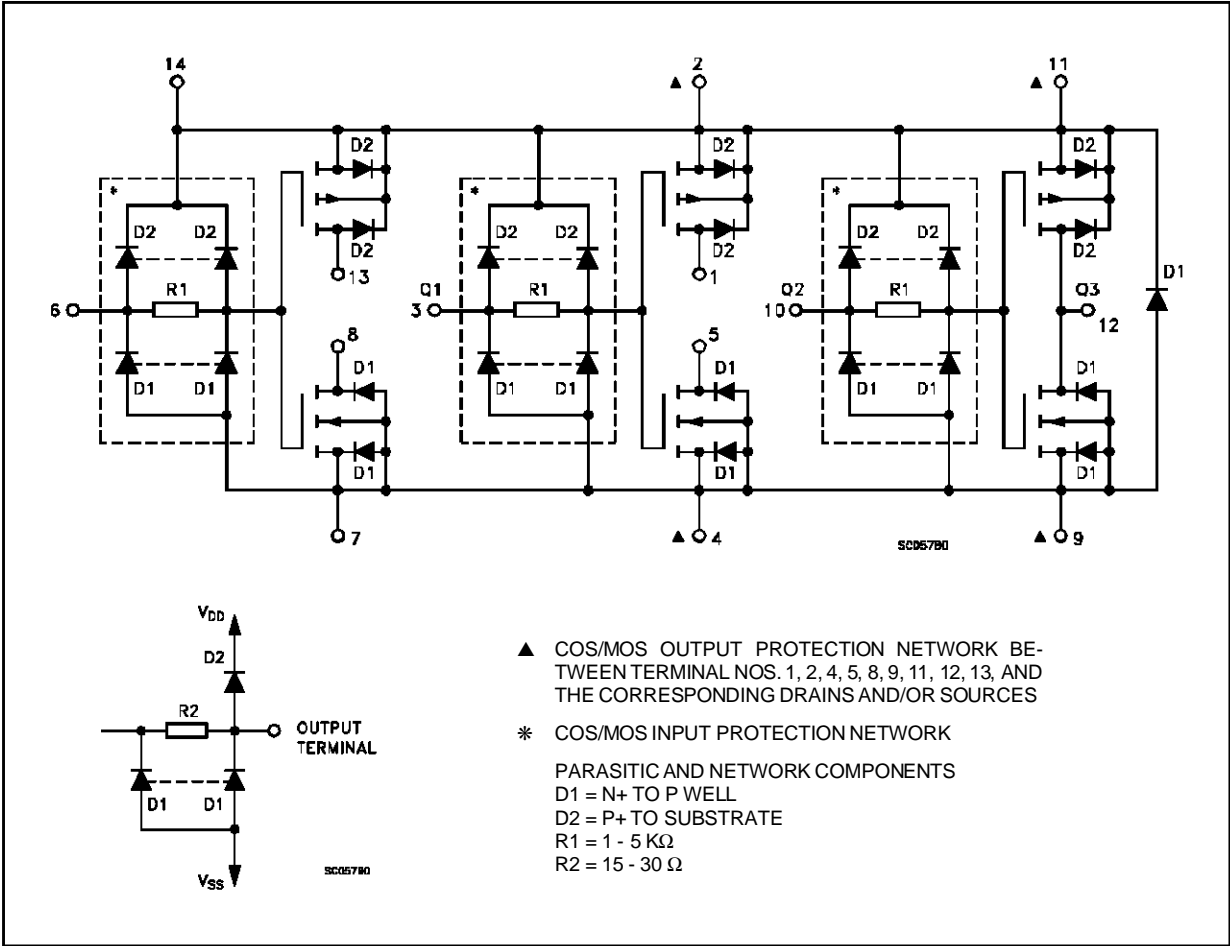 14 2 11
▲ ▲
D2 D2 D2
* * *
D2 D2 D2 D2 D2 D2
D2 D2 D2
13 1 D1
R1 Q1 R1 Q2 R1 Q3
6 3 10 12
8 5
D1 D1 D1
D1 D1 D1 D1 D1 D1
D1 D1 D1
7 ▲ 4 ▲ 9
SC05780
VDD
D2
R2
OUTPUT
TERMINAL
D1 D1
VSS
SC05790
▲ COS/MOS OUTPUT PROTECTION NETWORK BE-
TWEEN TERMINAL NOS. 1, 2, 4, 5, 8, 9, 11, 12, 13, AND
THE CORRESPONDING DRAINS AND/OR SOURCES
* COS/MOS INPUT PROTECTION NETWORK
PARASITIC AND NETWORK COMPONENTS
D1 = N+ TO P WELL
D2 = P+ TO SUBSTRATE
R1 = 1 - 5 KΩ
R2 = 15 - 30 Ω